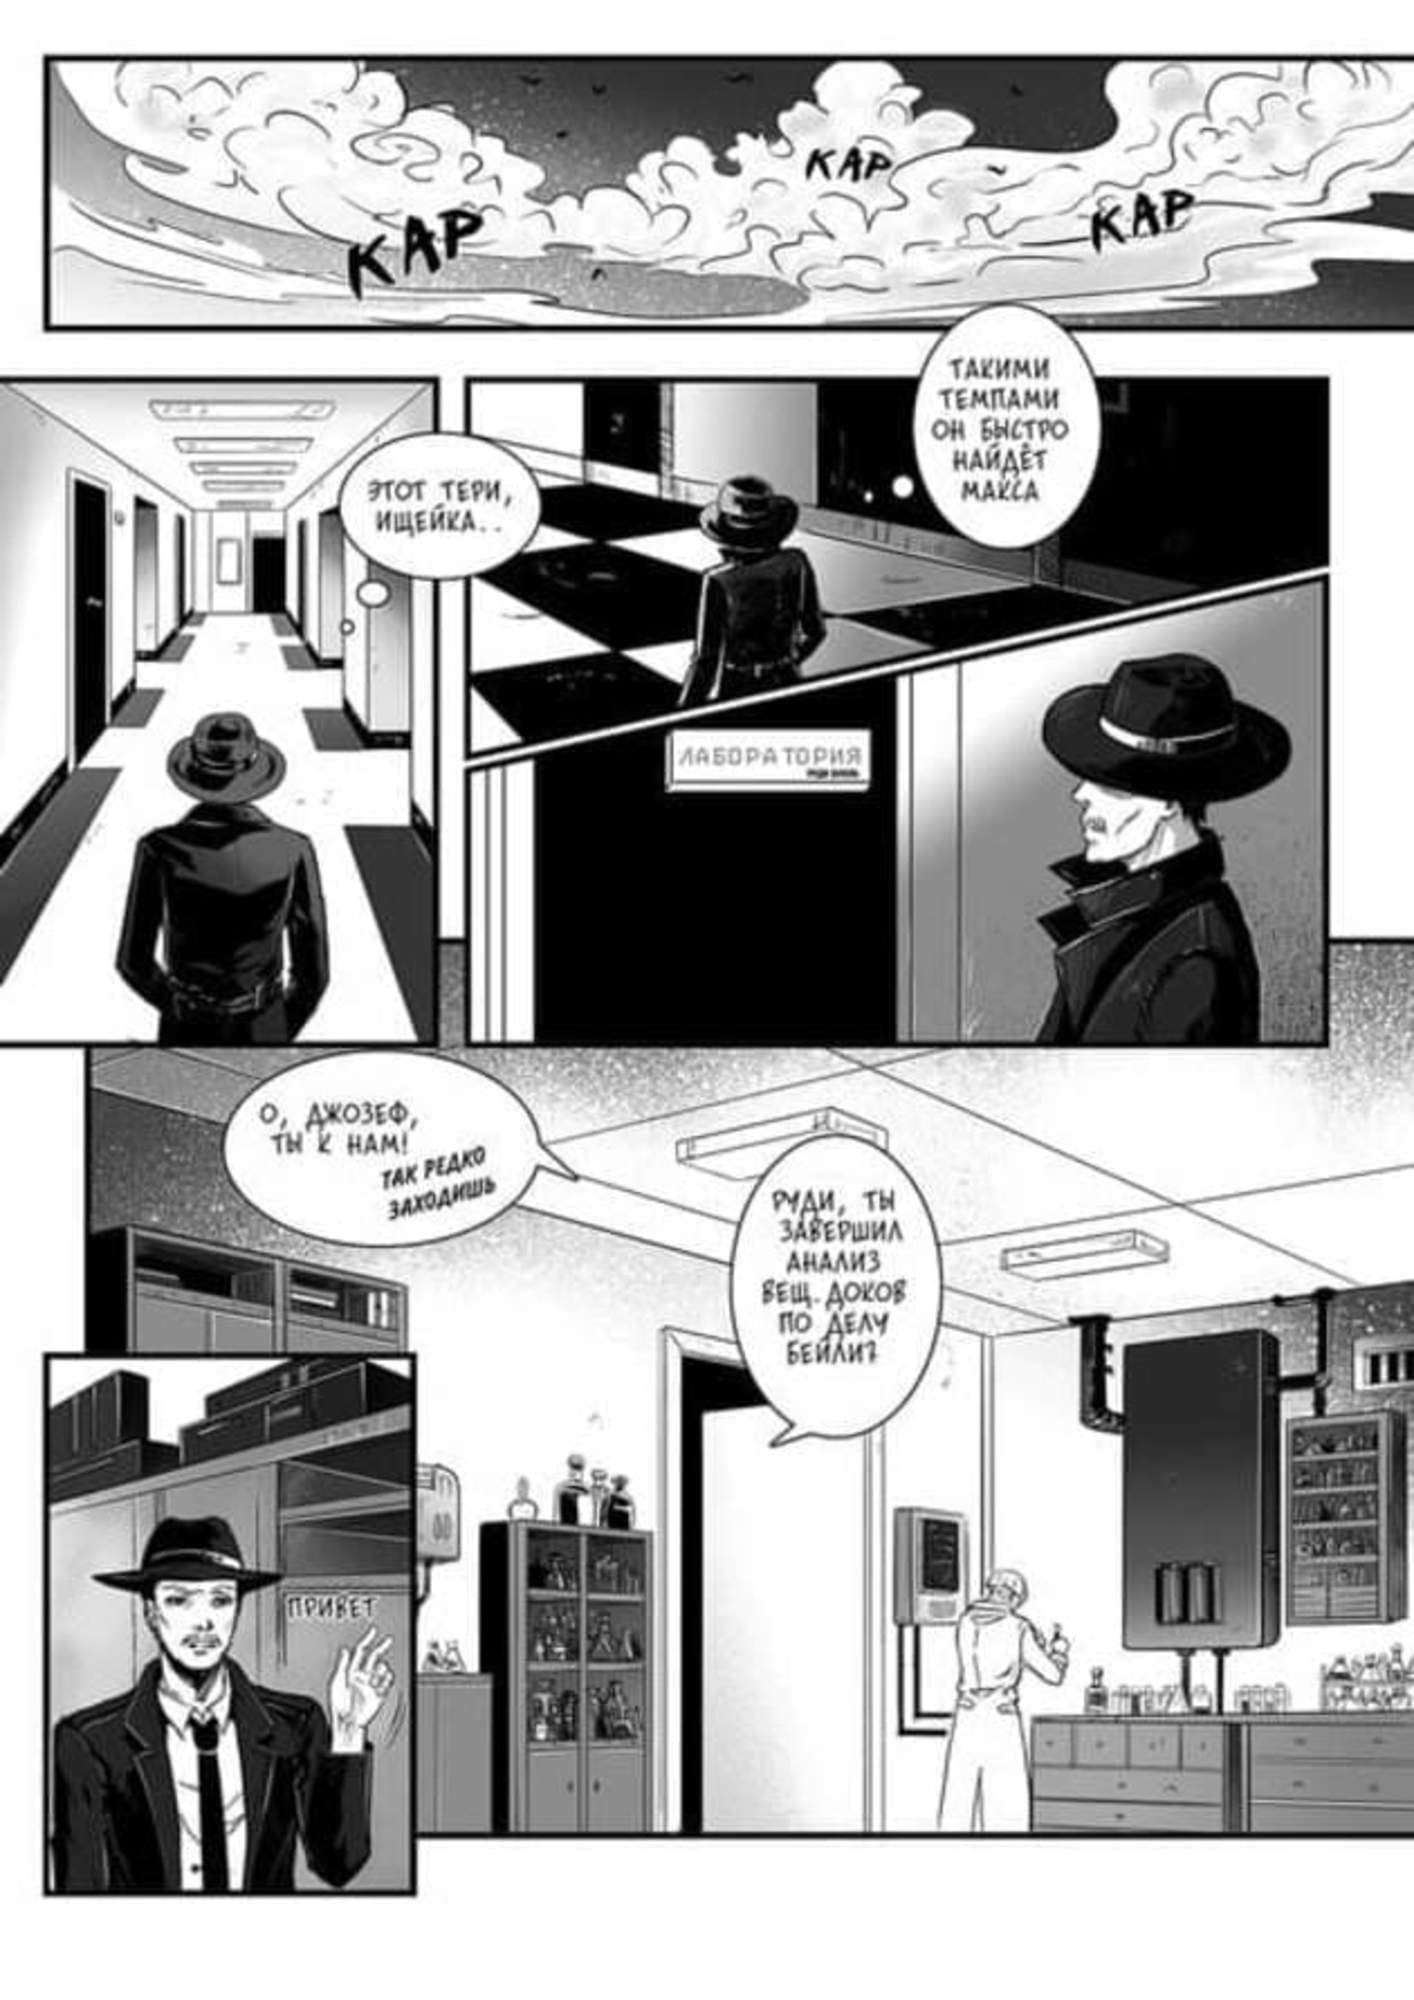 КАР
КАР
КАР
ЭТОТ ТЕРИ,
ИЩЕЙКА..
ТАКИМИ
ТЕМПАМИ
ОН БЫСТРО
НАЙДЁТ
МАКСА
ЛАБОРАТОРИЯ
О, ДЖОЗЕФ,
ТЫ К НАМ!
ТАК РЕДКО
ЗАХОДИШЬ
РУДИ, ТЫ
ЗАВЕРШИЛ
АНАЛИЗ
ВЕЩ. ДОКОВ
ПО ДЕЛУ
БЕЙЛИ?
ПРИВЕТ